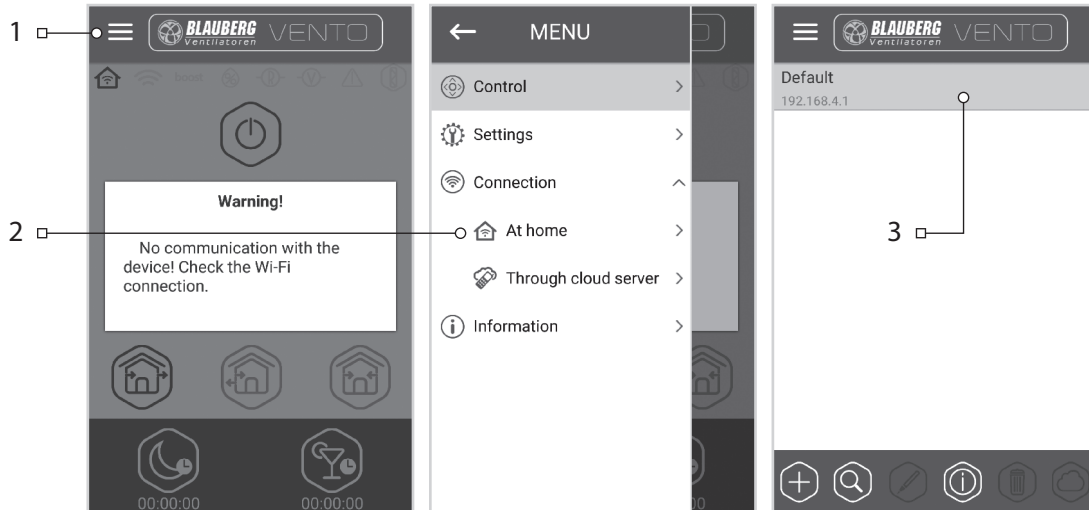 1
BLAUBERG
Ventilatoren
VENTO
boost
Warning!
No communication with the
device! Check the Wi-Fi
connection.
00:00:00
00:00:00
2
MENU
Control
Settings
Connection
At home
Through cloud server
Information
00
BLAUBERG
Ventilatoren
VENTO
Default
192.168.4.1
3